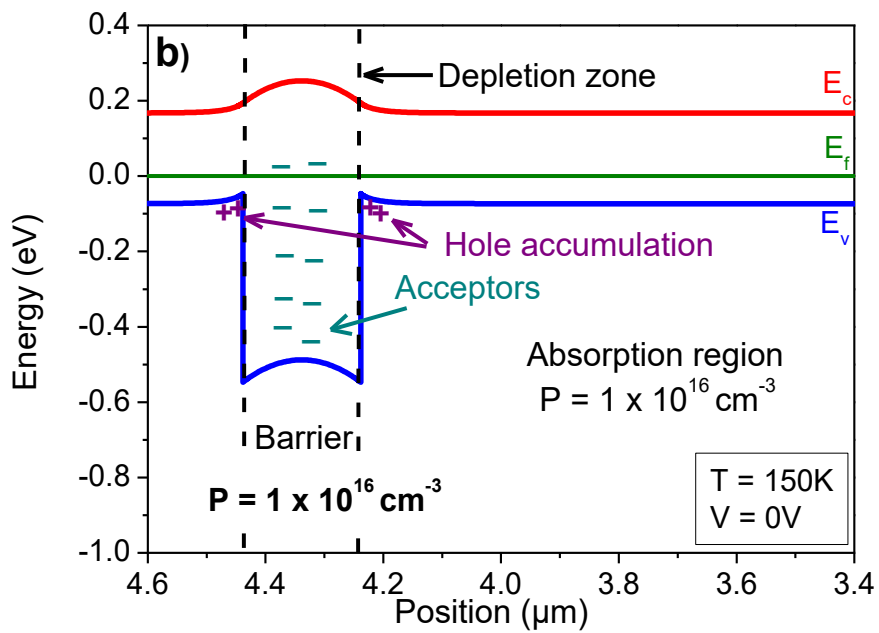 b)
Depletion zone
E_c
E_f
E_v
Hole accumulation
Acceptors
Absorption region
P = 1 x 10^16 cm^-3
Barrier
P = 1 x 10^16 cm^-3
T = 150K
V = 0V
0.4
0.2
0.0
-0.2
-0.4
-0.6
-0.8
-1.0
Energy (eV)
4.6 4.4 4.2 4.0 3.8 3.6 3.4
Position (µm)